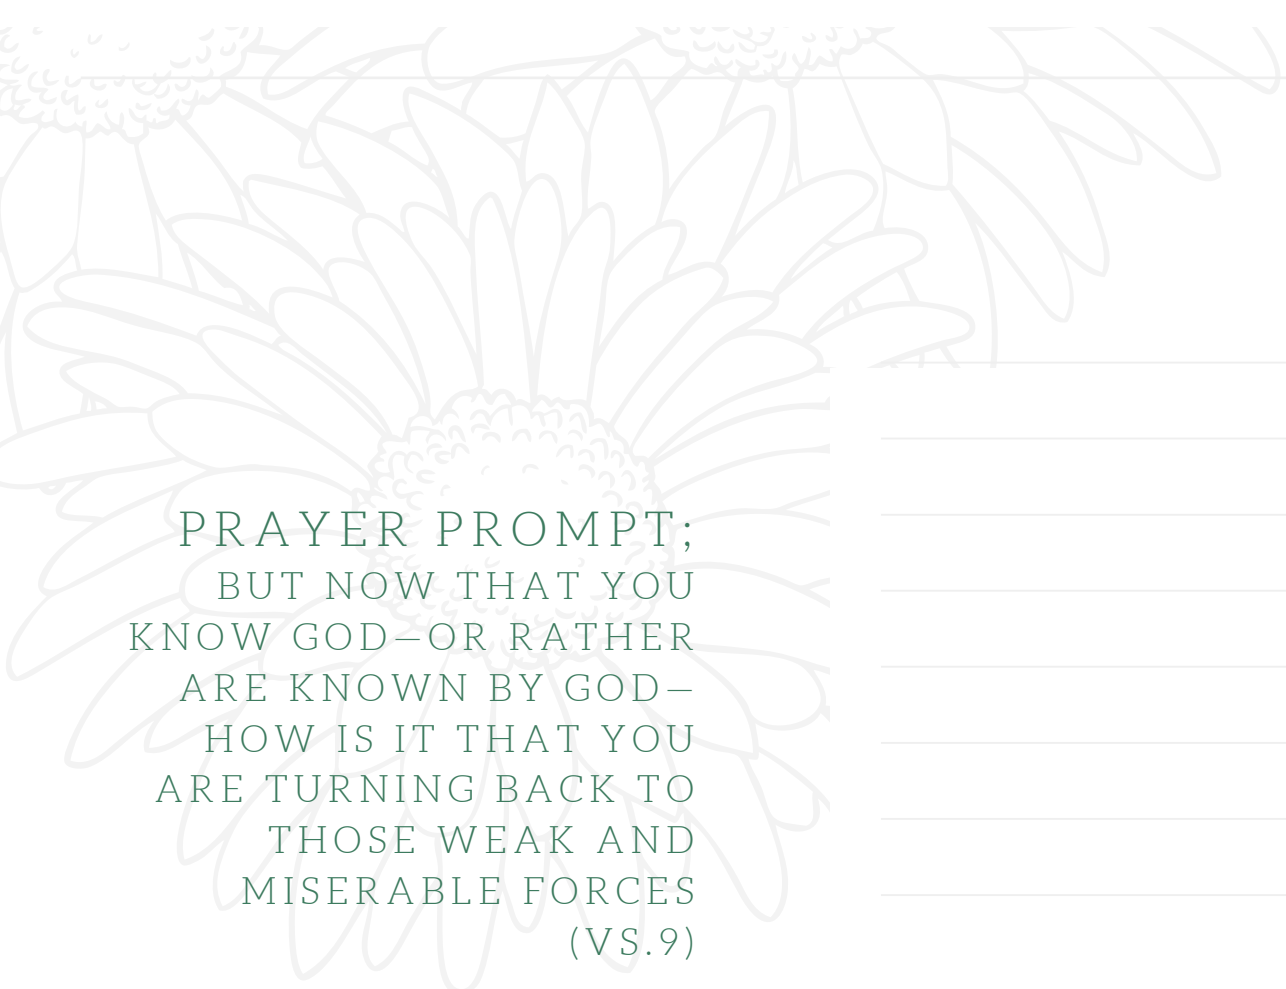 PRAYER PROMPT;
BUT NOW THAT YOU
KNOW GOD—OR RATHER
ARE KNOWN BY GOD—
HOW IS IT THAT YOU
ARE TURNING BACK TO
THOSE WEAK AND
MISERABLE FORCES
(VS.9)